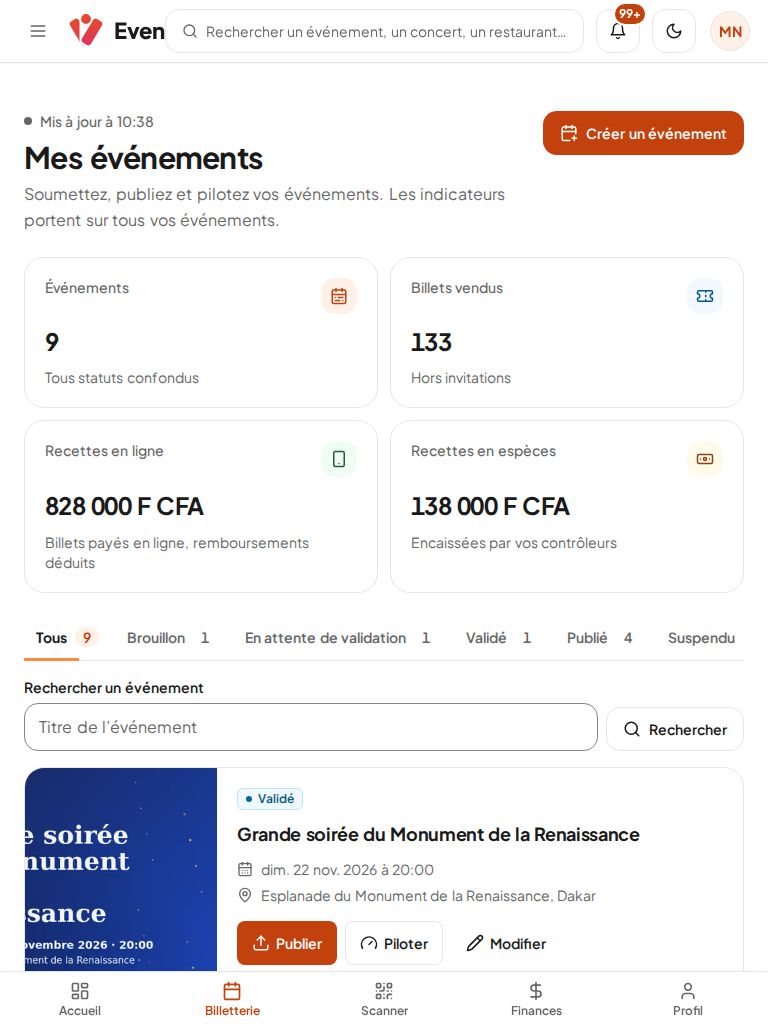 Even
Rechercher un événement, un concert, un restaurant…
99+
MN
Mis à jour à 10:38
Mes événements
Créer un événement
Soumettez, publiez et pilotez vos événements. Les indicateurs
portent sur tous vos événements.
Événements
9
Tous statuts confondus
Billets vendus
133
Hors invitations
Recettes en ligne
828 000 F CFA
Billets payés en ligne, remboursements
déduits
Recettes en espèces
138 000 F CFA
Encaissées par vos contrôleurs
Tous 9 Brouillon 1 En attente de validation 1 Validé 1 Publié 4 Suspendu
Rechercher un événement
Titre de l’événement
Rechercher
e soirée
nument
ssance
ovembre 2026 · 20:00
ment de la Renaissance ·
Validé
Grande soirée du Monument de la Renaissance
dim. 22 nov. 2026 à 20:00
Esplanade du Monument de la Renaissance, Dakar
Publier Piloter Modifier
Accueil Billetterie Scanner Finances Profil